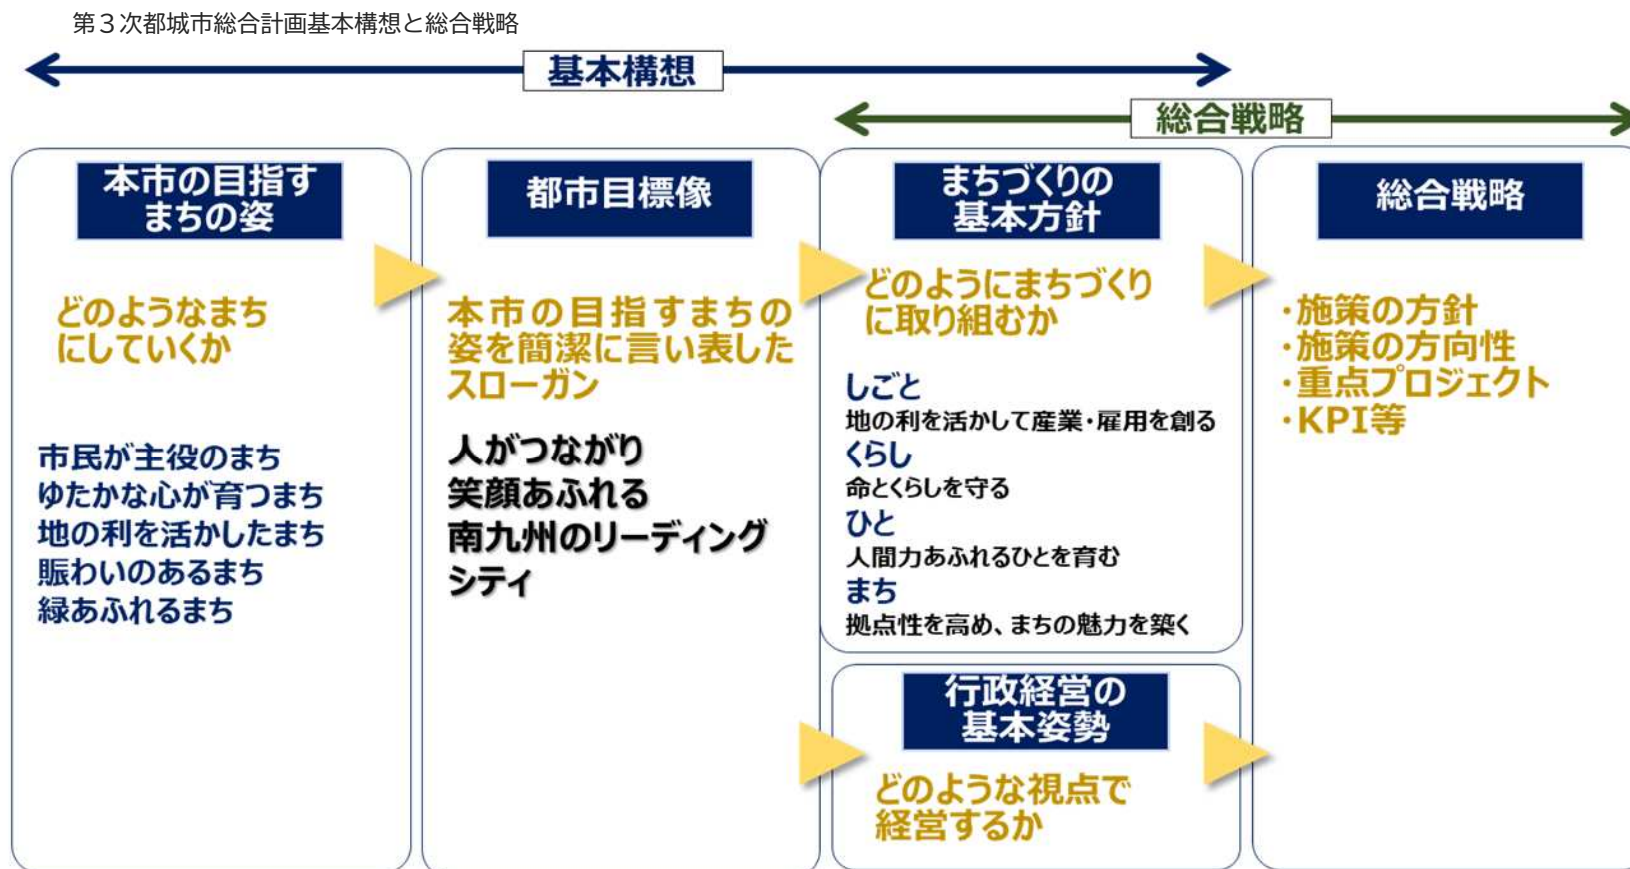 第３次都城市総合計画基本構想と総合戦略
基本構想
総合戦略
本市の目指す
まちの姿
どのようなまち
にしていくか
市民が主役のまち
ゆたかな心が育つまち
地の利を活かしたまち
賑わいのあるまち
緑あふれるまち
都市目標像
本市の目指すまちの
姿を簡潔に言い表した
スローガン
人がつながり
笑顔あふれる
南九州のリーディング
シティ
まちづくりの
基本方針
どのようにまちづくり
に取り組むか
しごと
地の利を活かして産業・雇用を創る
くらし
命とくらしを守る
ひと
人間力あふれるひとを育む
まち
拠点性を高め、まちの魅力を築く
行政経営の
基本姿勢
どのような視点で
経営するか
総合戦略
・施策の方針
・施策の方向性
・重点プロジェクト
・KPI等